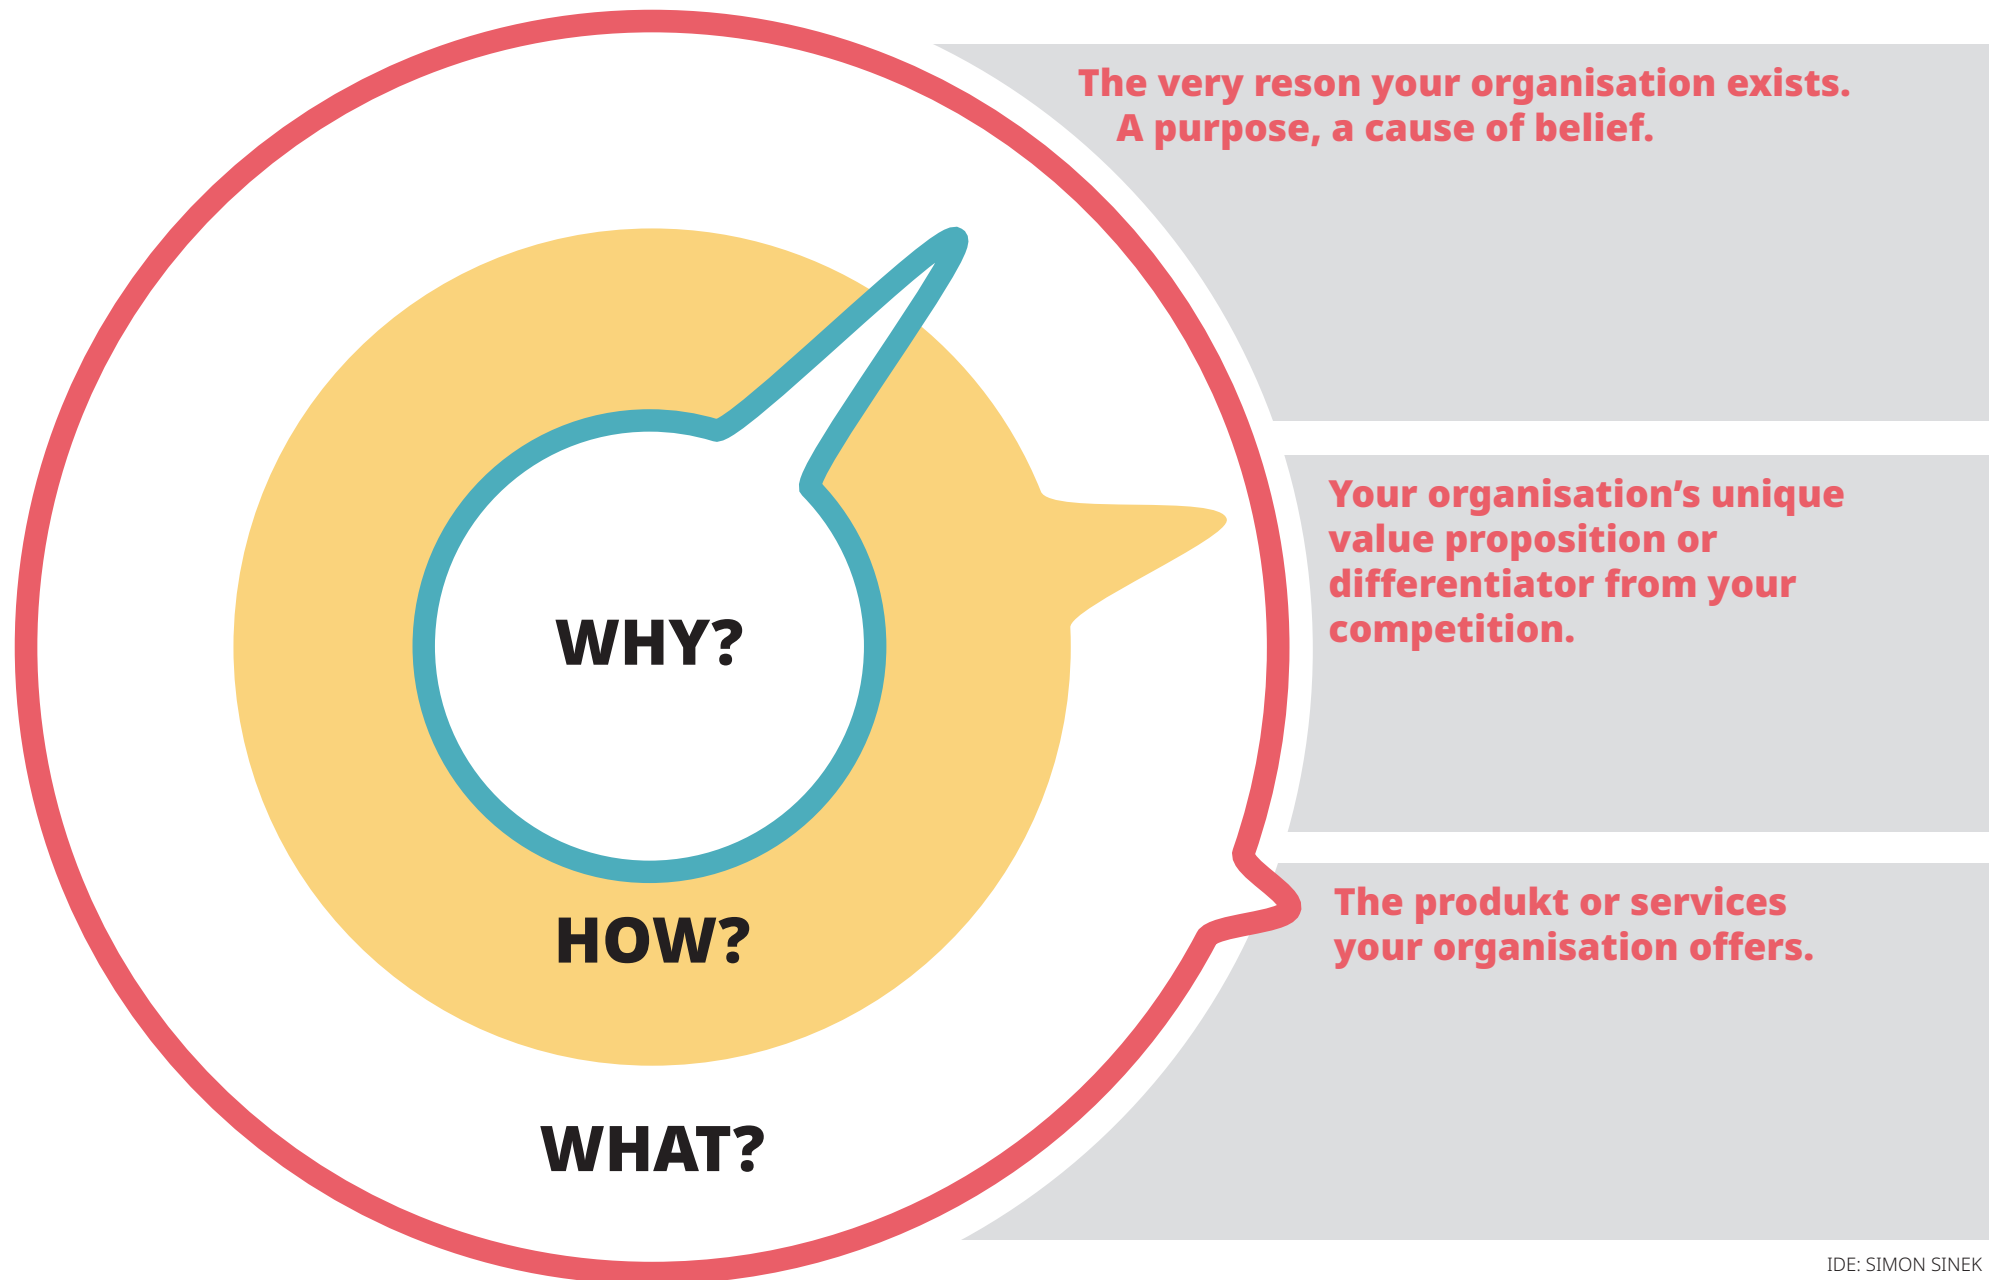 The very reson your organisation exists.
A purpose, a cause of belief.
Your organisation’s unique
value proposition or
differentiator from your
competition.
WHY?
The produkt or services
your organisation offers.
HOW?
WHAT?
IDE: SIMON SINEK